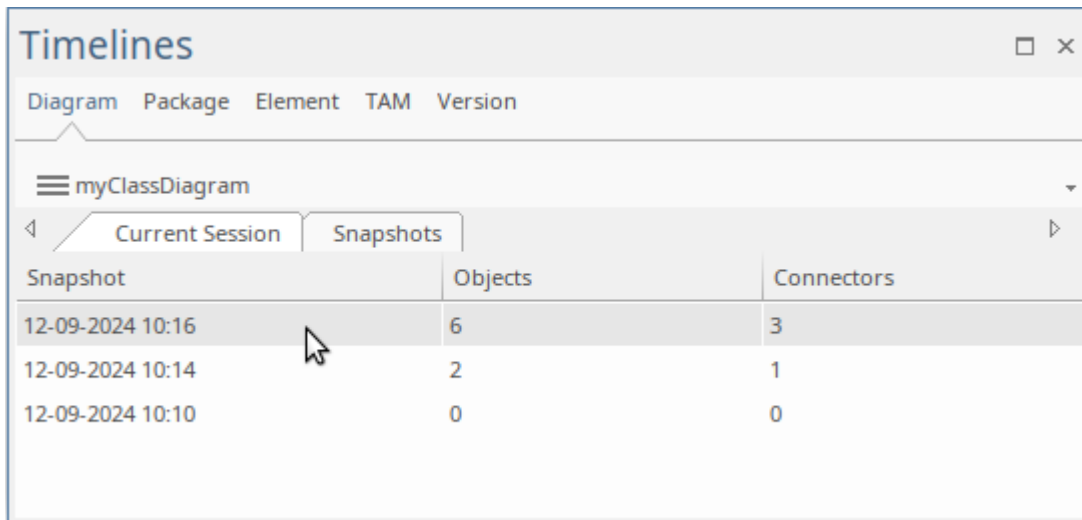 Timelines
Diagram Package Element TAM Version
myClassDiagram
Current Session Snapshots
Snapshot Objects Connectors
12-09-2024 10:16 6 3
12-09-2024 10:14 2 1
12-09-2024 10:10 0 0